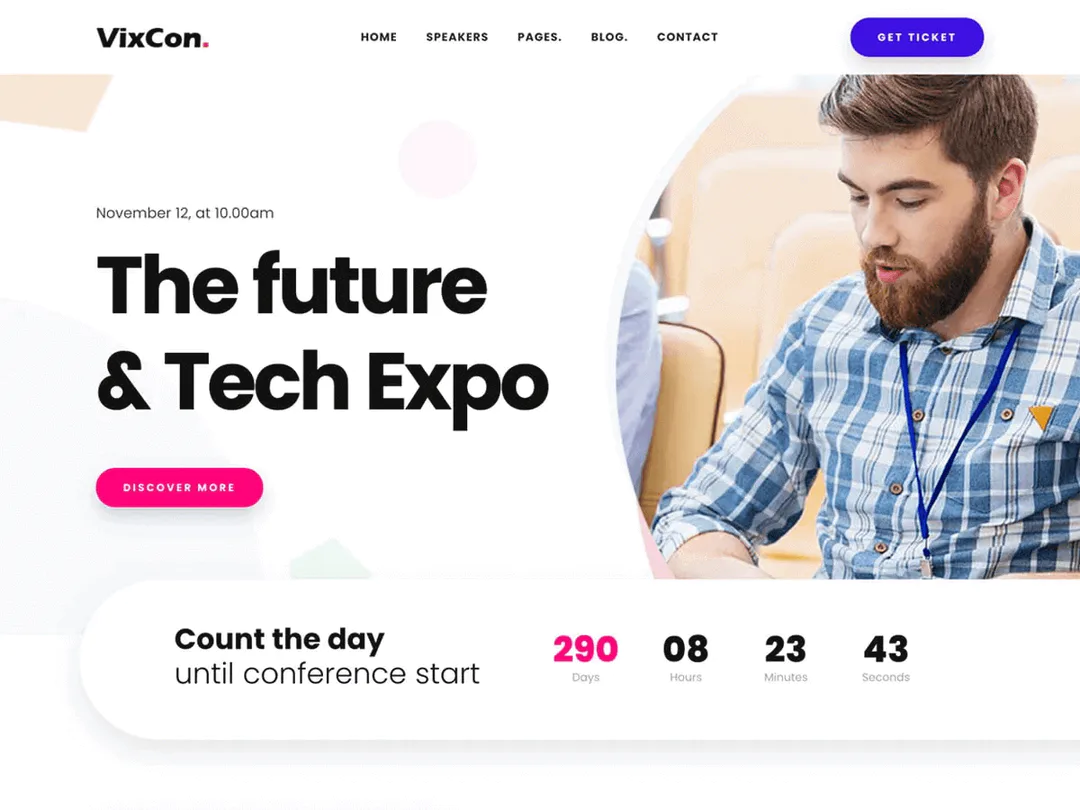 VixCon.
HOME SPEAKERS PAGES. BLOG. CONTACT
GET TICKET
November 12, at 10.00am
The future
& Tech Expo
DISCOVER MORE
Count the day
until conference start
290 08 23 43
Days Hours Minutes Seconds